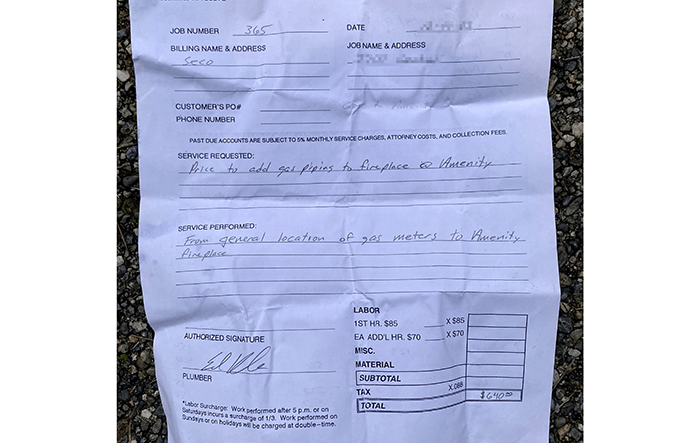 JOB NUMBER 365
DATE
BILLING NAME & ADDRESS
JOB NAME & ADDRESS
Seco
CUSTOMER'S PO#
PHONE NUMBER
PAST DUE ACCOUNTS ARE SUBJECT TO 5% MONTHLY SERVICE CHARGES, ATTORNEY COSTS, AND COLLECTION FEES.
SERVICE REQUESTED:
Price to add gas piping to fireplace @ Amenity
SERVICE PERFORMED:
From general location of gas meters to Amenity
fireplace
LABOR
1ST HR. $85 X $85
EA ADD'L HR. $70 X $70
MISC.
MATERIAL
SUBTOTAL
TAX X.088
TOTAL $640.00
AUTHORIZED SIGNATURE
PLUMBER
*Labor Surcharge: Work performed after 5 p.m. or on
Saturdays incurs a surcharge of 1/3. Work performed on
Sundays or on holidays will be charged at double-time.